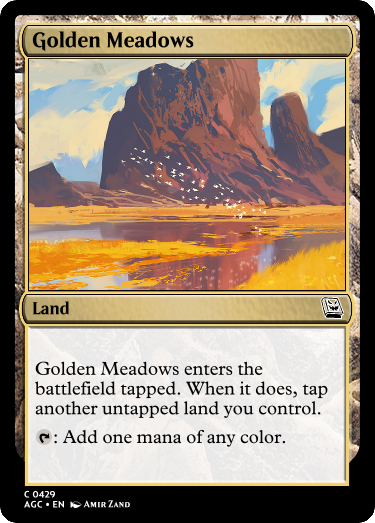 Golden Meadows
Land
Golden Meadows enters the
battlefield tapped. When it does, tap
another untapped land you control.
: Add one mana of any color.
C 0429
AGC • EN Amir Zand